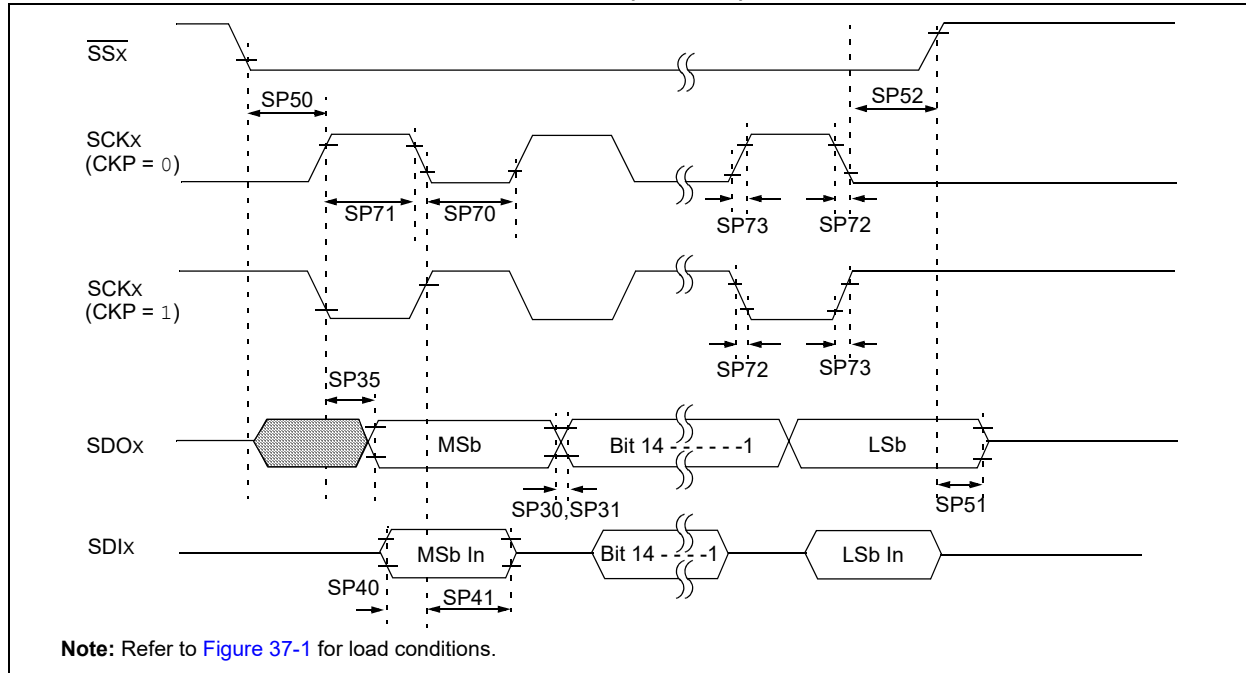 SSx
SP50
SP52
SCKx
(CKP = 0)
SP71
SP70
SP73
SP72
SCKx
(CKP = 1)
SP72
SP73
SP35
SDOx
MSb
Bit 14 - - - - - -1
LSb
SP30,SP31
SP51
SDIx
MSb In
Bit 14 - - - -1
LSb In
SP40
SP41
Note: Refer to Figure 37-1 for load conditions.